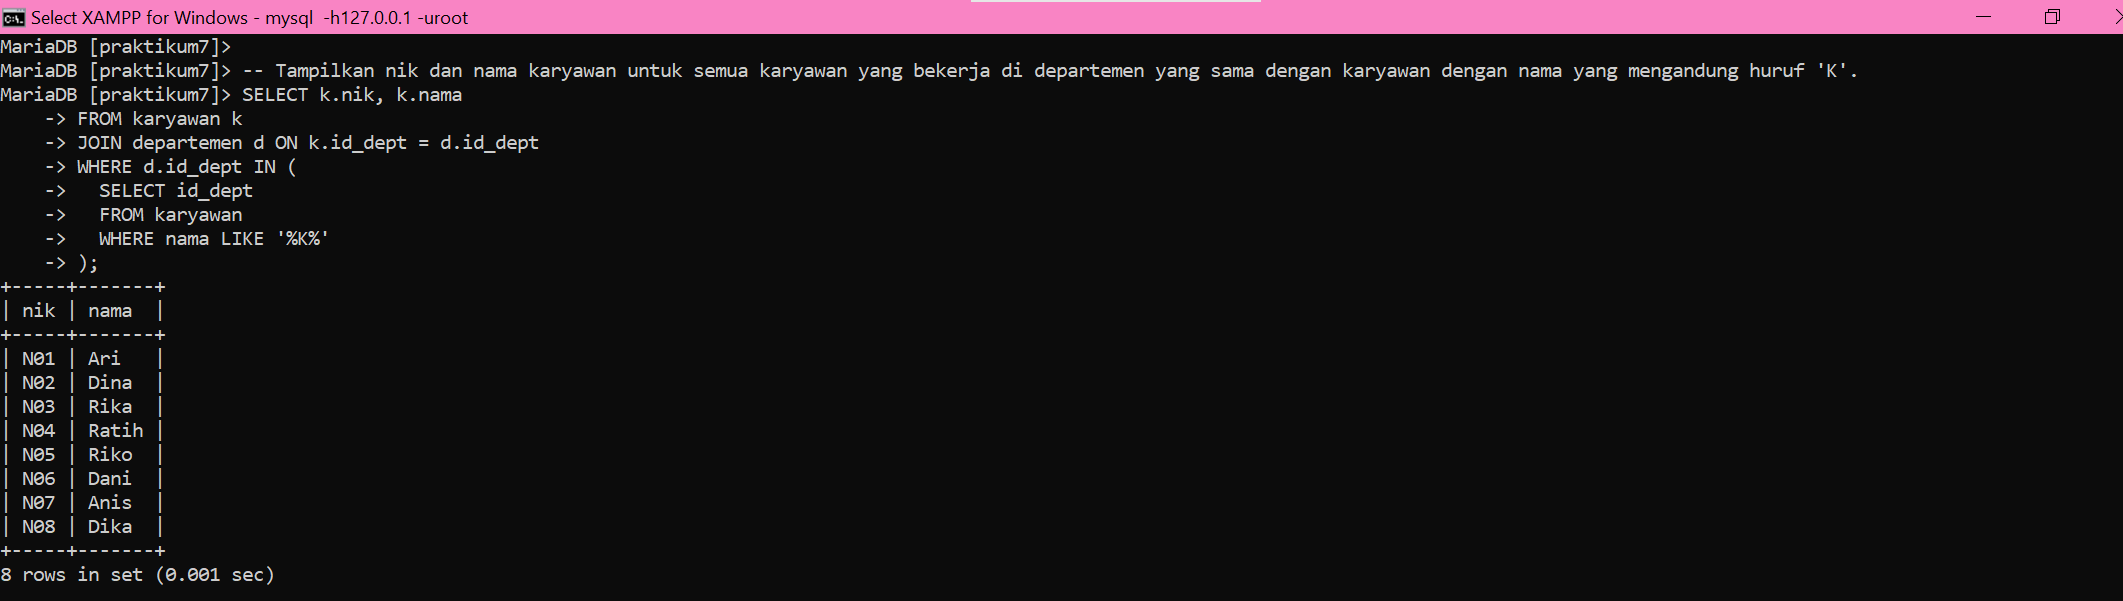 Select XAMPP for Windows - mysql  -h127.0.0.1 -uroot
MariaDB [praktikum7]>
MariaDB [praktikum7]> -- Tampilkan nik dan nama karyawan untuk semua karyawan yang bekerja di departemen yang sama dengan karyawan dengan nama yang mengandung huruf 'K'.
MariaDB [praktikum7]> SELECT k.nik, k.nama
    -> FROM karyawan k
    -> JOIN departemen d ON k.id_dept = d.id_dept
    -> WHERE d.id_dept IN (
    ->   SELECT id_dept
    ->   FROM karyawan
    ->   WHERE nama LIKE '%K%'
    -> );
+-----+-------+
| nik | nama  |
+-----+-------+
| N01 | Ari   |
| N02 | Dina  |
| N03 | Rika  |
| N04 | Ratih |
| N05 | Riko  |
| N06 | Dani  |
| N07 | Anis  |
| N08 | Dika  |
+-----+-------+
8 rows in set (0.001 sec)